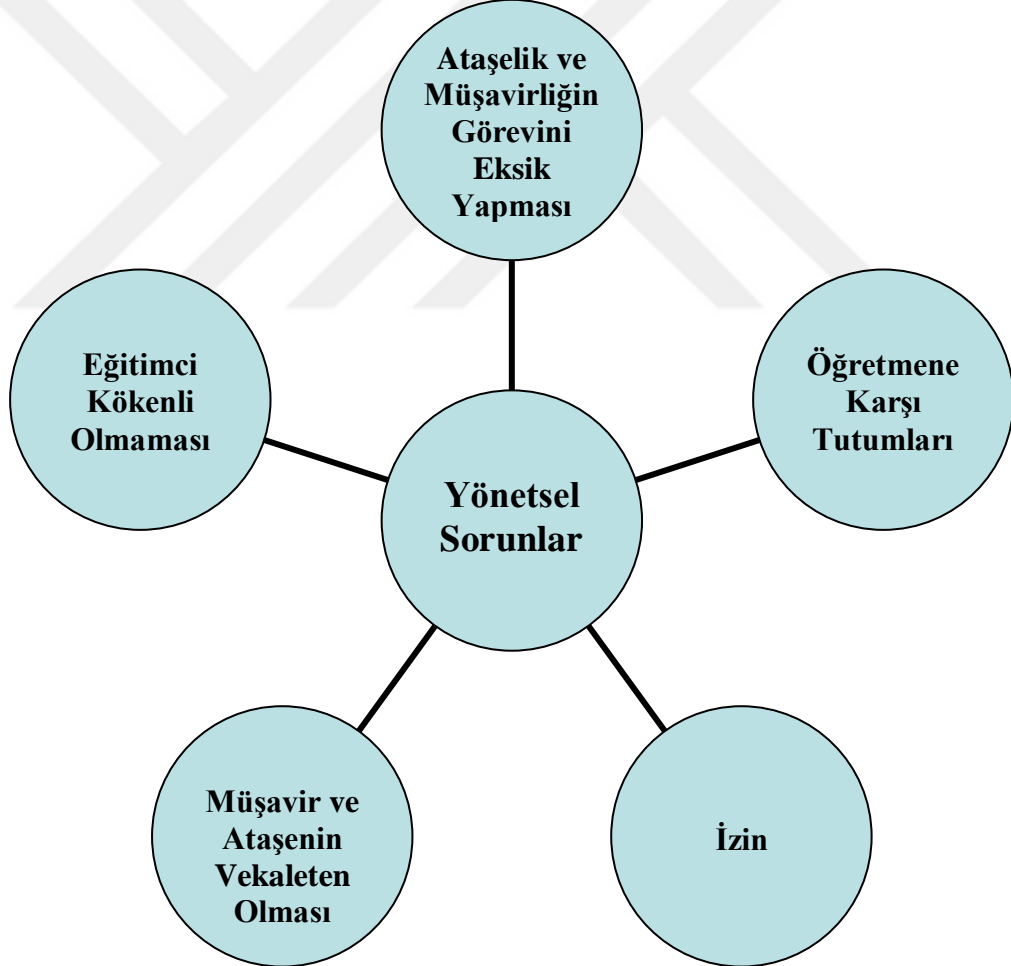 Ataşelik ve
Müşavirliğin
Görevini
Eksik
Yapması
Eğitimci
Kökenli
Olmaması
Öğretmene
Karşı
Tutumları
Yönetsel
Sorunlar
Müşavir ve
Ataşenin
Vekaleten
Olması
İzin